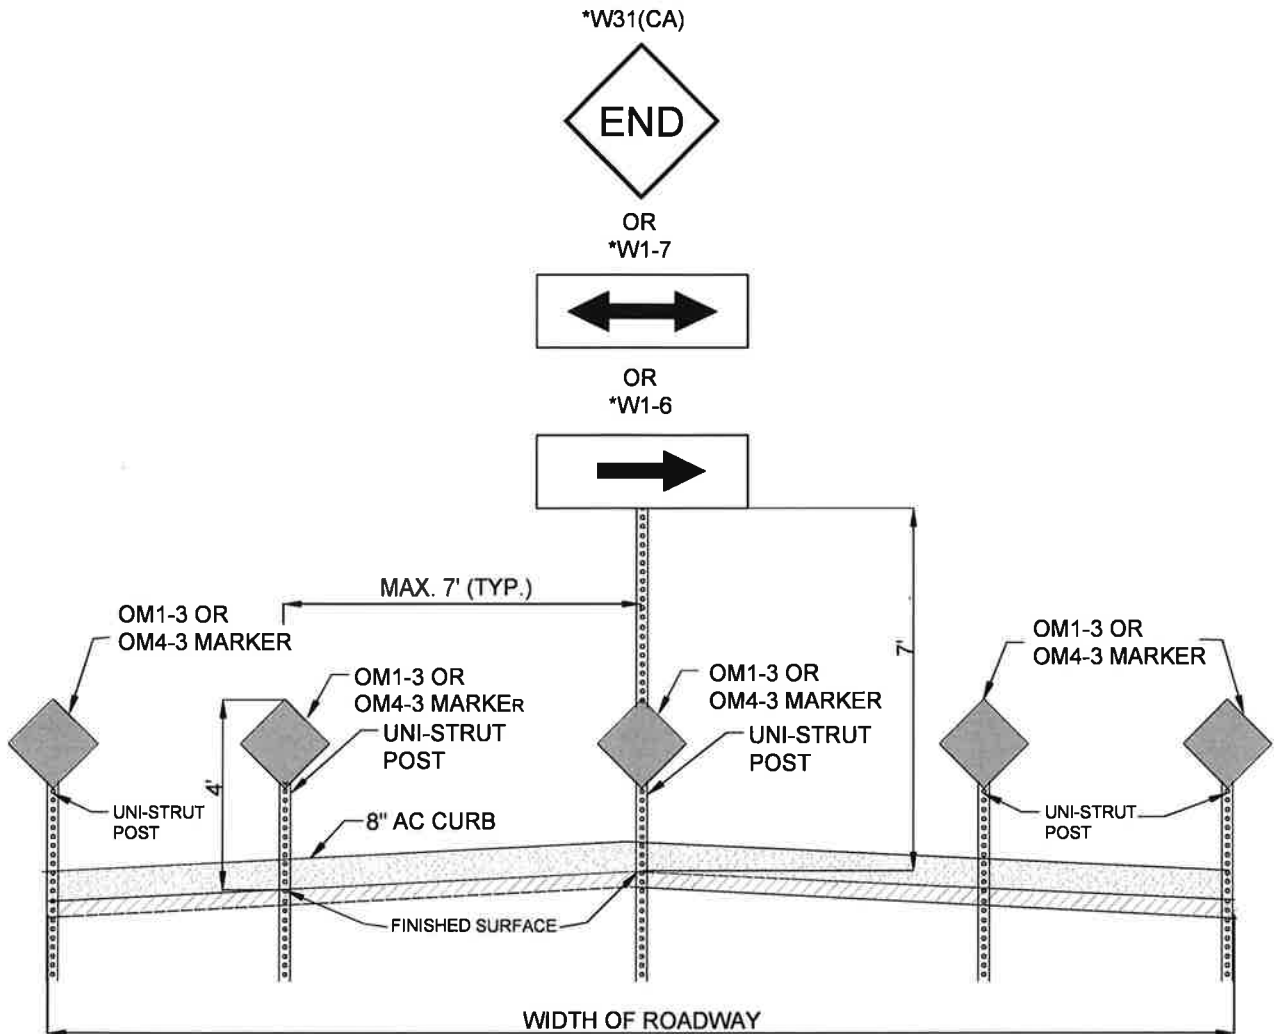 *W31(CA)
END
OR
*W1-7
OR
*W1-6
MAX. 7' (TYP.)
7'
OM1-3 OR
OM4-3 MARKER
OM1-3 OR
OM4-3 MARKER
UNI-STRUT
POST
OM1-3 OR
OM4-3 MARKER
UNI-STRUT
POST
OM1-3 OR
OM4-3 MARKER
4'
UNI-STRUT
POST
8" AC CURB
UNI-STRUT
POST
FINISHED SURFACE
WIDTH OF ROADWAY